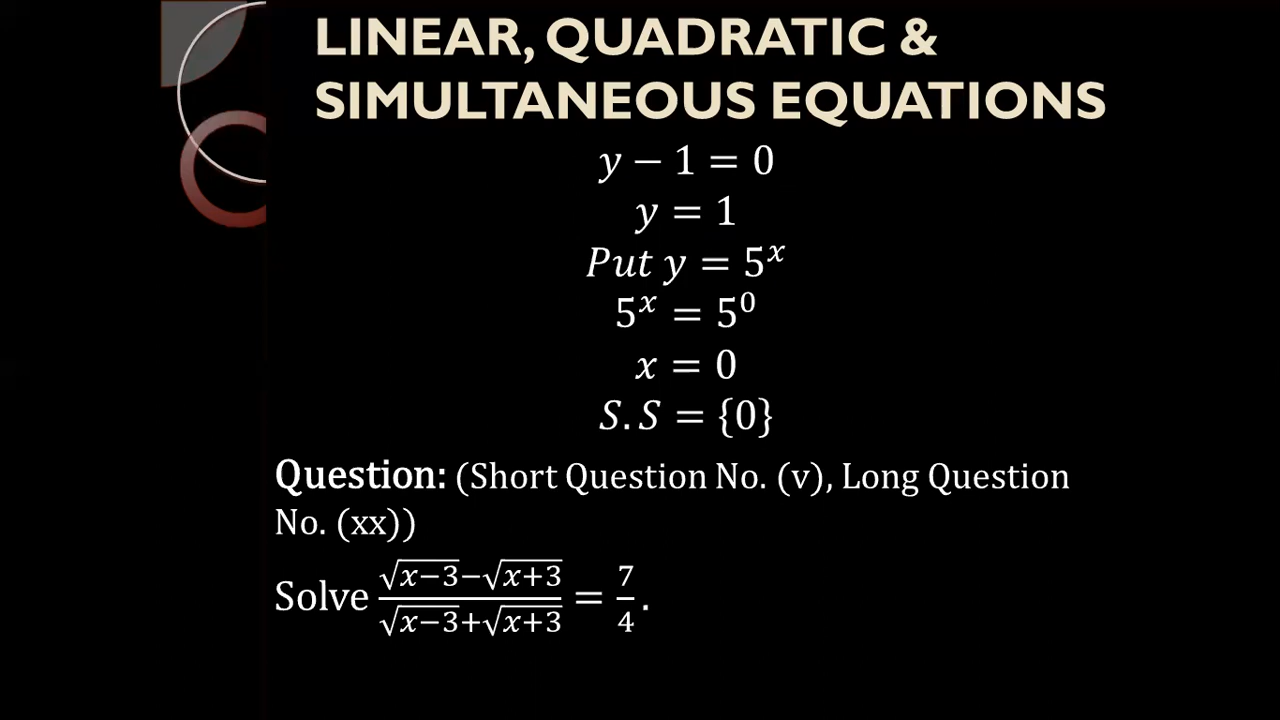 LINEAR, QUADRATIC &
SIMULTANEOUS EQUATIONS
y − 1 = 0
y = 1
Put y = 5^x
5^x = 5^0
x = 0
S.S = {0}
Question: (Short Question No. (v), Long Question
No. (xx))
Solve (√(x−3)−√(x+3))/(√(x−3)+√(x+3)) = 7/4.